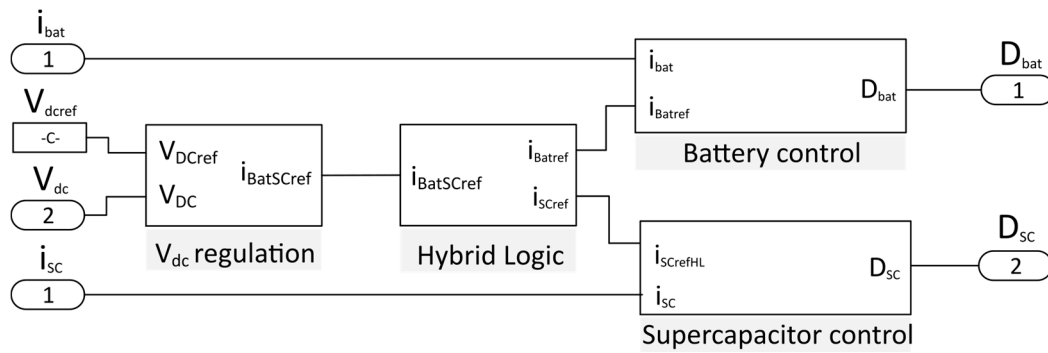 i_bat
1
V_dcref
-C-
V_dc
2
i_SC
1
V_DCref
V_DC
i_BatSCref
V_dc regulation
i_BatSCref
i_Batref
i_SCref
Hybrid Logic
i_bat
i_Batref
D_bat
Battery control
i_SCrefHL
i_SC
D_SC
Supercapacitor control
D_bat
1
D_SC
2